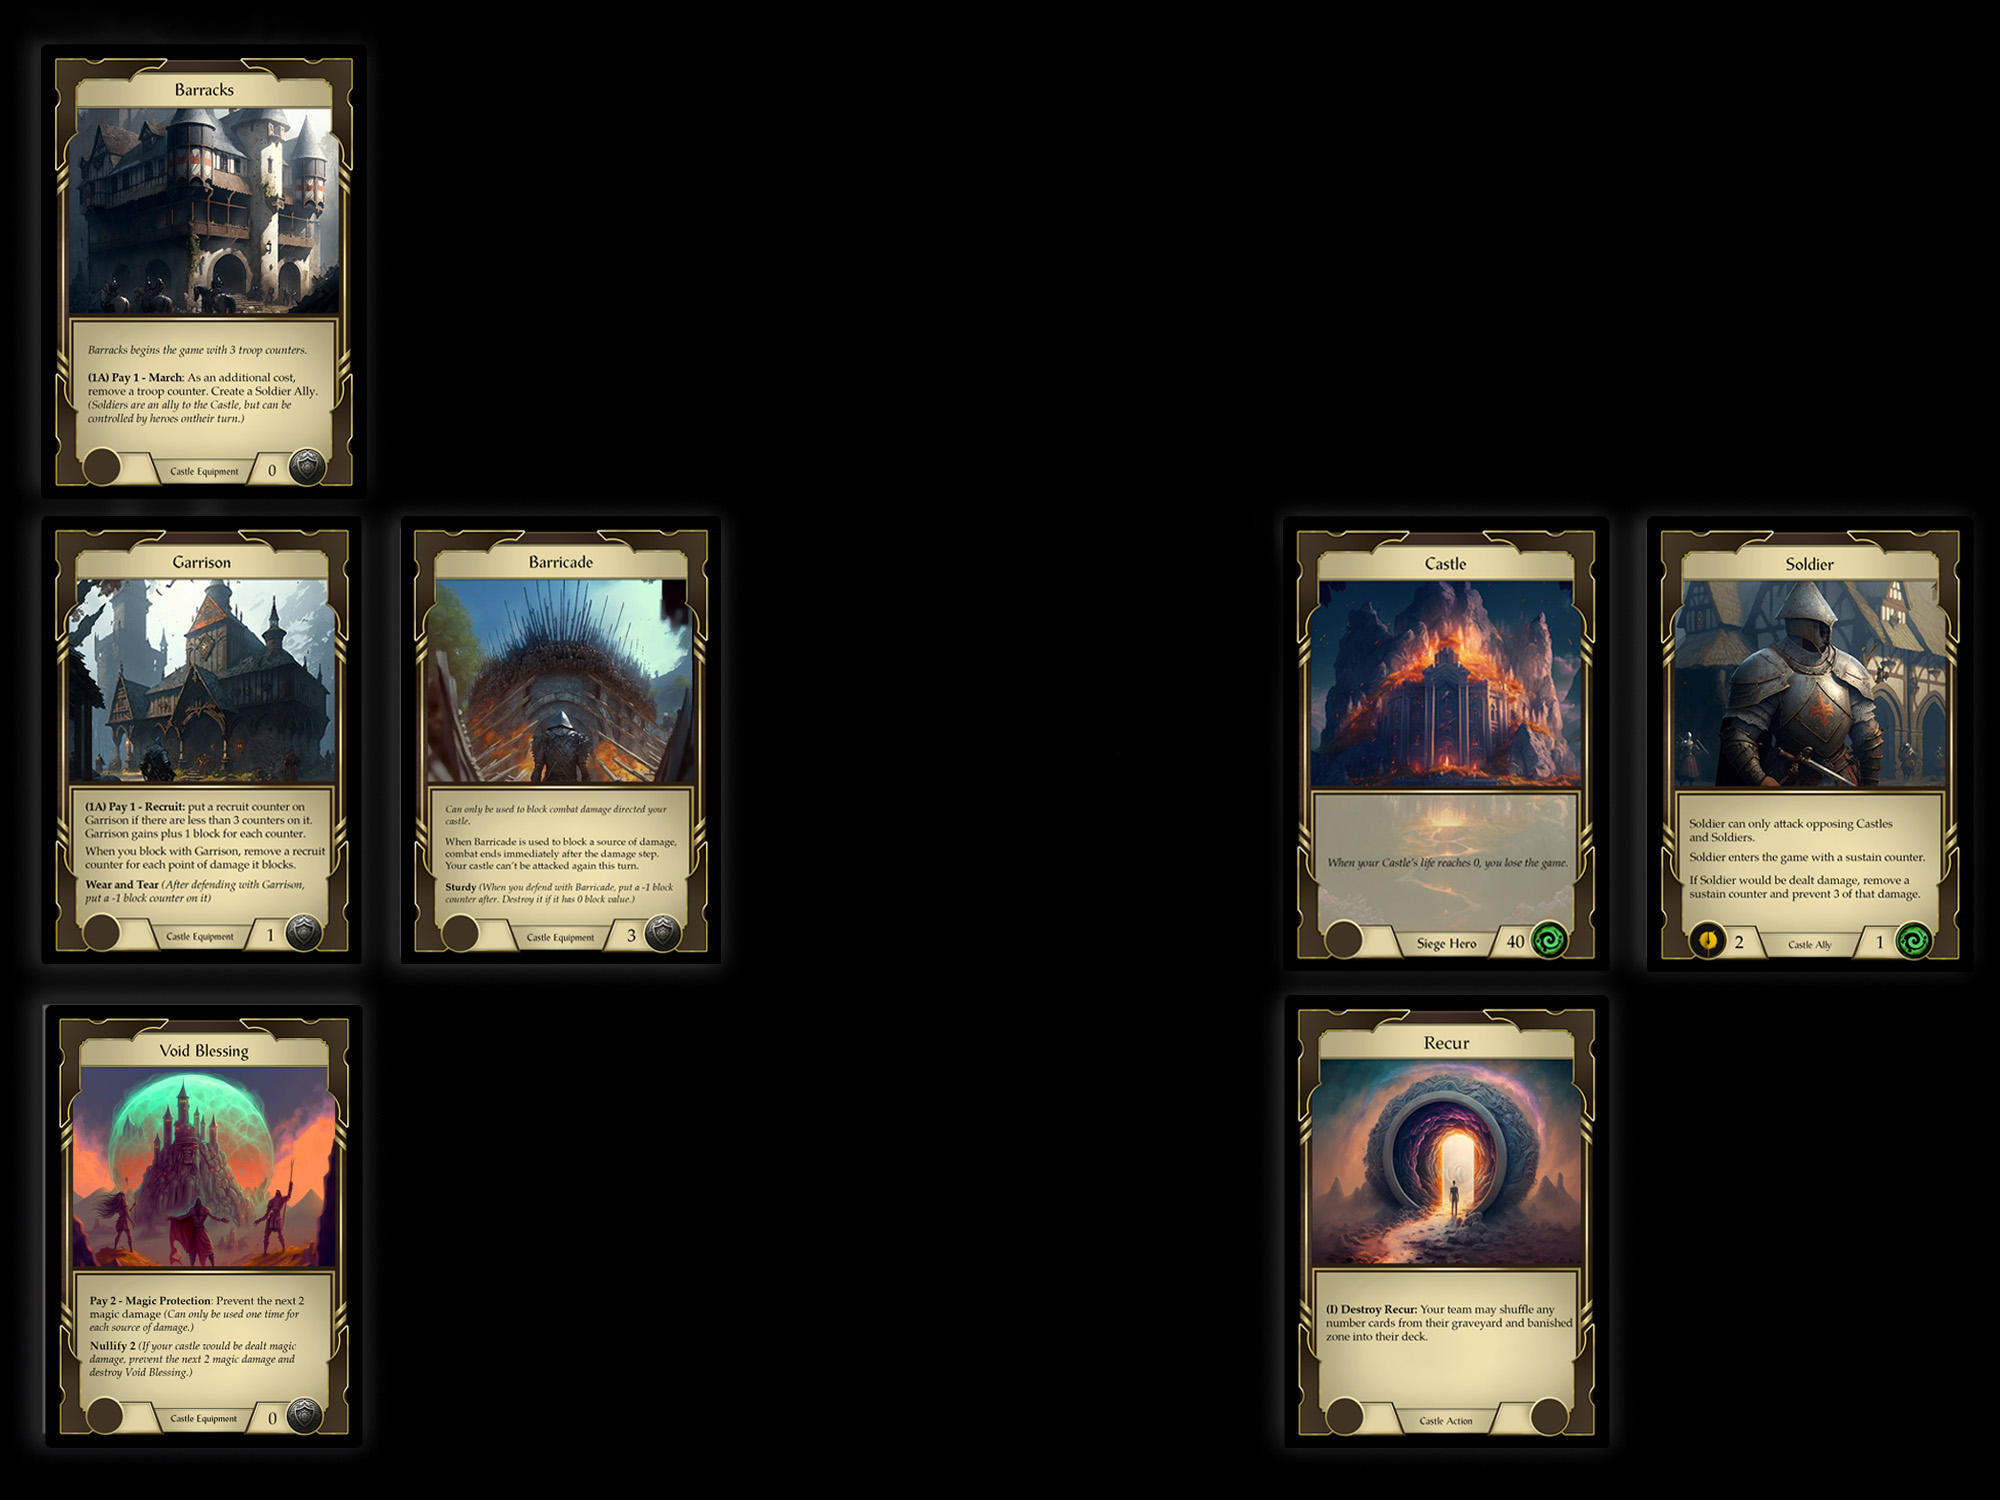 Barracks
Barracks begins the game with 3 troop counters.
(1A) Pay 1 - March: As an additional cost,
remove a troop counter. Create a Soldier Ally.
(Soldiers are an ally to the Castle, but can be
controlled by heroes ontheir turn.)
Castle Equipment
0
Garrison
(1A) Pay 1 - Recruit: put a recruit counter on
Garrison if there are less than 3 counters on it.
Garrison gains plus 1 block for each counter.
When you block with Garrison, remove a recruit
counter for each point of damage it blocks.
Wear and Tear (After defending with Garrison,
put a -1 block counter on it)
Castle Equipment
1
Barricade
Can only be used to block combat damage directed your
castle.
When Barricade is used to block a source of damage,
combat ends immediately after the damage step.
Your castle can't be attacked again this turn.
Sturdy (When you defend with Barricade, put a -1 block
counter after. Destroy it if it has 0 block value.)
Castle Equipment
3
Castle
When your Castle's life reaches 0, you lose the game.
Siege Hero
40
Soldier
Soldier can only attack opposing Castles
and Soldiers.
Soldier enters the game with a sustain counter.
If Soldier would be dealt damage, remove a
sustain counter and prevent 3 of that damage.
2
Castle Ally
1
Void Blessing
Pay 2 - Magic Protection: Prevent the next 2
magic damage (Can only be used one time for
each source of damage.)
Nullify 2 (If your castle would be dealt magic
damage, prevent the next 2 magic damage and
destroy Void Blessing.)
Castle Equipment
0
Recur
(I) Destroy Recur: Your team may shuffle any
number cards from their graveyard and banished
zone into their deck.
Castle Action